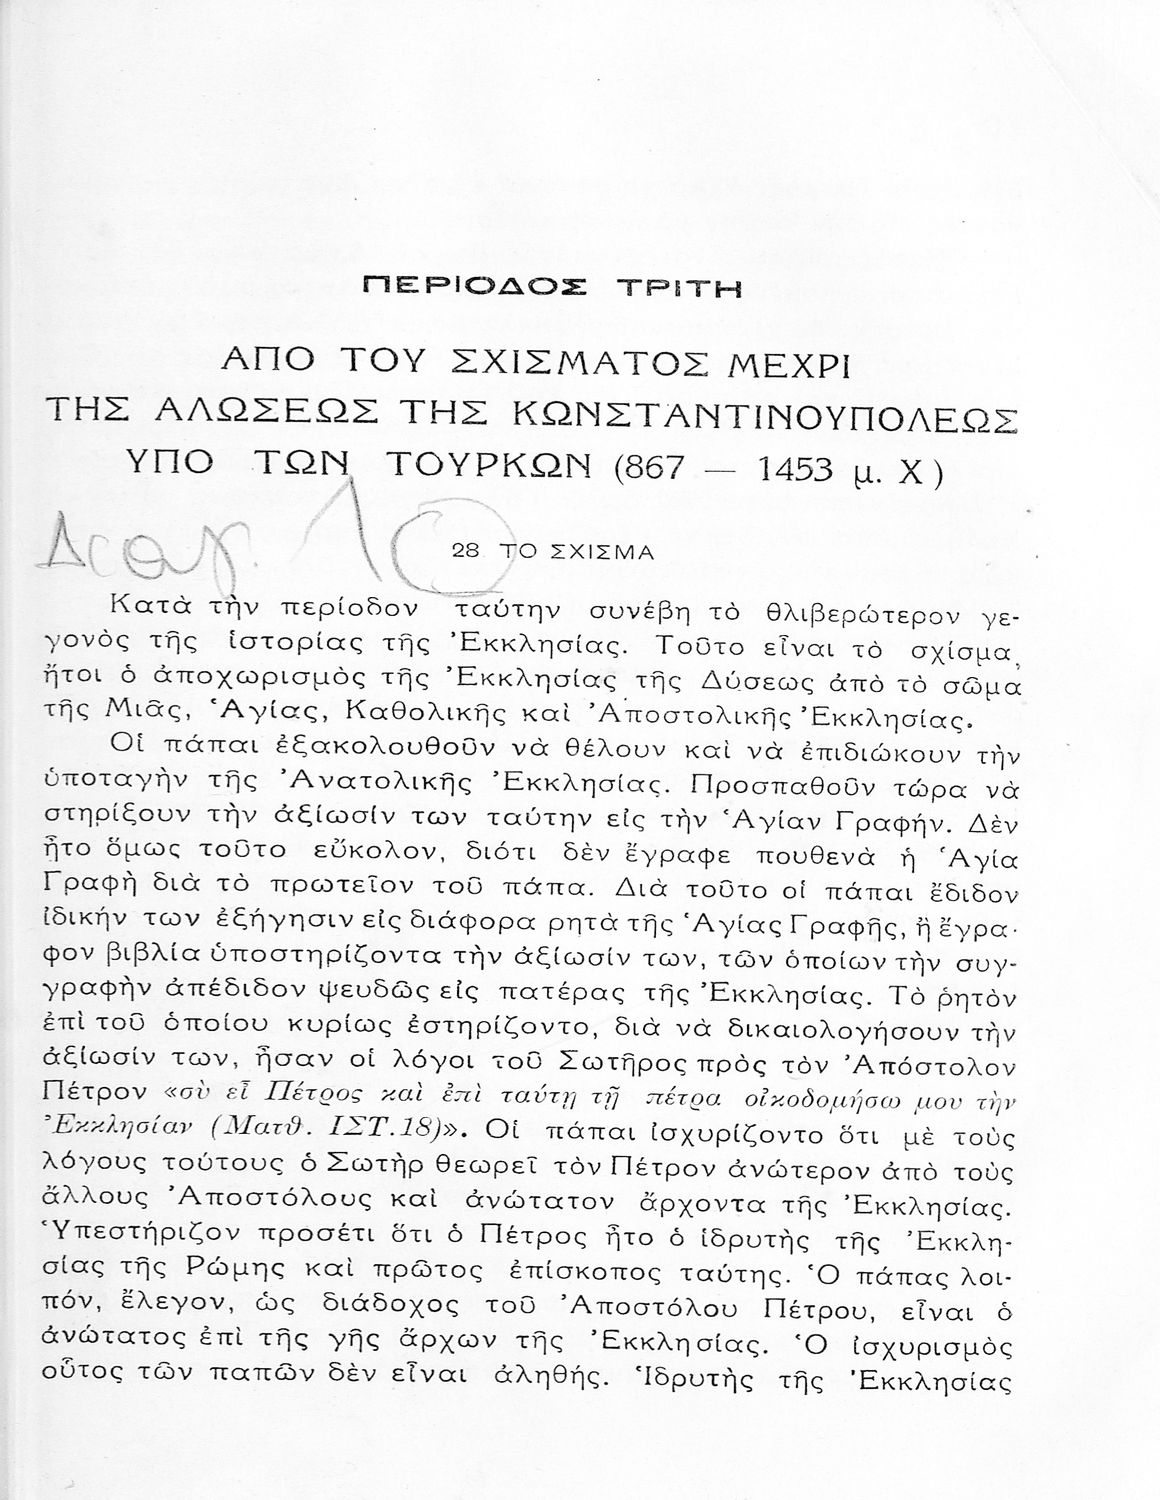 ΠΕΡΙΟΔΟΣ ΤΡΙΤΗ
ΑΠΟ ΤΟΥ ΣΧΙΣΜΑΤΟΣ ΜΕΧΡΙ
ΤΗΣ ΑΛΩΣΕΩΣ ΤΗΣ ΚΩΝΣΤΑΝΤΙΝΟΥΠΟΛΕΩΣ
ΥΠΟ ΤΩΝ ΤΟΥΡΚΩΝ (867 — 1453 μ. Χ)
Διαγ. 10
28 ΤΟ ΣΧΙΣΜΑ
Κατὰ τὴν περίοδον ταύτην συνέβη τὸ θλιβερώτερον γε-
γονὸς τῆς ἱστορίας τῆς Ἐκκλησίας. Τοῦτο εἶναι τὸ σχίσμα,
ἤτοι ὁ ἀποχωρισμὸς τῆς Ἐκκλησίας τῆς Δύσεως ἀπὸ τὸ σῶμα
τῆς Μιᾶς, Ἁγίας, Καθολικῆς καὶ Ἀποστολικῆς Ἐκκλησίας.
Οἱ πάπαι ἐξακολουθοῦν νὰ θέλουν καὶ νὰ ἐπιδιώκουν τὴν
ὑποταγὴν τῆς Ἀνατολικῆς Ἐκκλησίας. Προσπαθοῦν τώρα νὰ
στηρίξουν τὴν ἀξίωσίν των ταύτην εἰς τὴν Ἁγίαν Γραφήν. Δὲν
ἦτο ὅμως τοῦτο εὔκολον, διότι δὲν ἔγραφε πουθενὰ ἡ Ἁγία
Γραφὴ διὰ τὸ πρωτεῖον τοῦ πάπα. Διὰ τοῦτο οἱ πάπαι ἔδιδον
ἰδικήν των ἐξήγησιν εἰς διάφορα ρητὰ τῆς Ἁγίας Γραφῆς, ἢ ἔγρα-
φον βιβλία ὑποστηρίζοντα τὴν ἀξίωσίν των, τῶν ὁποίων τὴν συγ-
γραφὴν ἀπέδιδον ψευδῶς εἰς πατέρας τῆς Ἐκκλησίας. Τὸ ῥητὸν
ἐπὶ τοῦ ὁποίου κυρίως ἐστηρίζοντο, διὰ νὰ δικαιολογήσουν τὴν
ἀξίωσίν των, ἦσαν οἱ λόγοι τοῦ Σωτῆρος πρὸς τὸν Ἀπόστολον
Πέτρον «σὺ εἶ Πέτρος καὶ ἐπὶ ταύτῃ τῇ πέτρα οἰκοδομήσω μου τὴν
Ἐκκλησίαν (Ματθ. ΙΣΤ.18)». Οἱ πάπαι ἰσχυρίζοντο ὅτι μὲ τοὺς
λόγους τούτους ὁ Σωτὴρ θεωρεῖ τὸν Πέτρον ἀνώτερον ἀπὸ τοὺς
ἄλλους Ἀποστόλους καὶ ἀνώτατον ἄρχοντα τῆς Ἐκκλησίας.
Ὑπεστήριζον προσέτι ὅτι ὁ Πέτρος ἦτο ὁ ἱδρυτὴς τῆς Ἐκκλη-
σίας τῆς Ρώμης καὶ πρῶτος ἐπίσκοπος ταύτης. Ὁ πάπας λοι-
πόν, ἔλεγον, ὡς διάδοχος τοῦ Ἀποστόλου Πέτρου, εἶναι ὁ
ἀνώτατος ἐπὶ τῆς γῆς ἄρχων τῆς Ἐκκλησίας. Ὁ ἰσχυρισμὸς
οὗτος τῶν παπῶν δὲν εἶναι ἀληθής. Ἱδρυτὴς τῆς Ἐκκλησίας